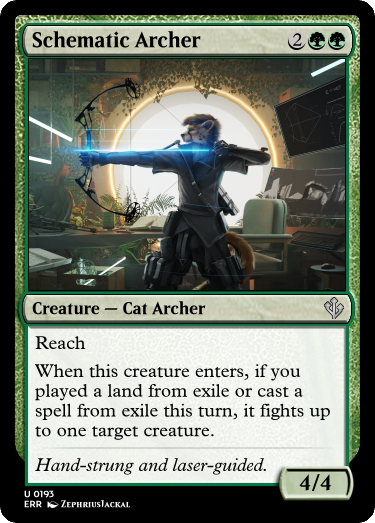 Schematic Archer 2
Creature — Cat Archer
Reach
When this creature enters, if you
played a land from exile or cast a
spell from exile this turn, it fights up
to one target creature.
Hand-strung and laser-guided.
4/4
U 0193
ERR ZephriusJackal